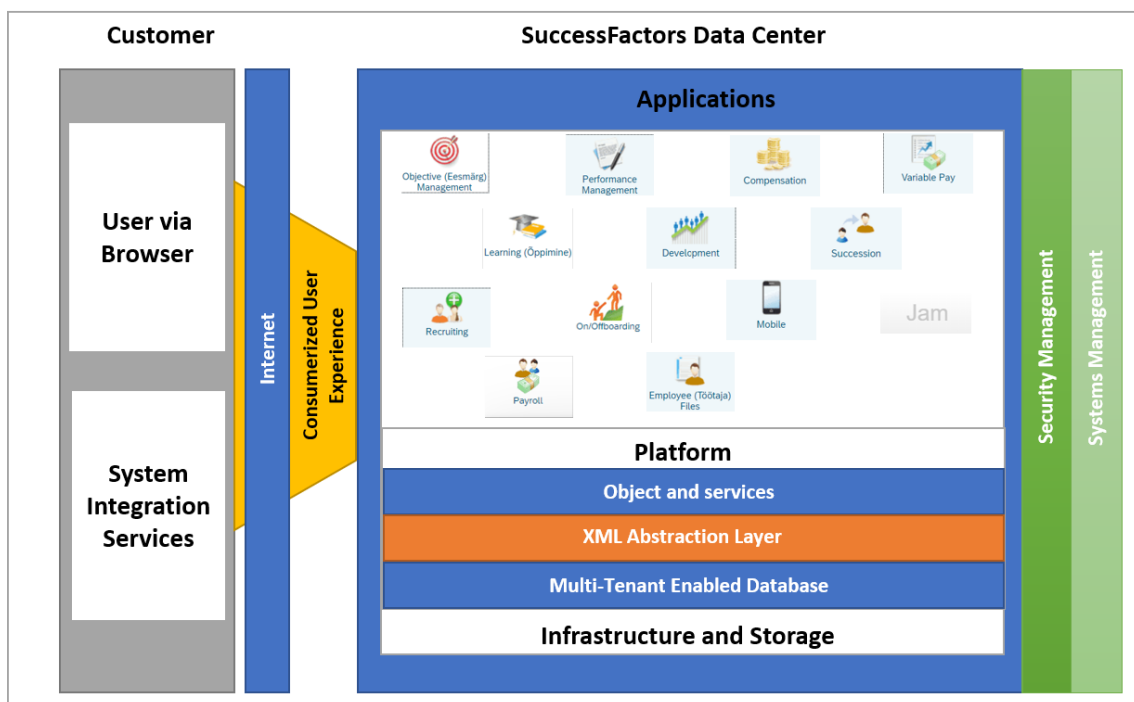 Customer
SuccessFactors Data Center
User via
Browser
System
Integration
Services
Internet
Consumerized User
Experience
Applications
Objective (Eesmärg)
Management
Performance
Management
Compensation
Variable Pay
Learning (Õppimine)
Development
Succession
Recruiting
On/Offboarding
Mobile
Jam
Payroll
Employee (Töötaja)
Files
Platform
Object and services
XML Abstraction Layer
Multi-Tenant Enabled Database
Infrastructure and Storage
Security Management
Systems Management